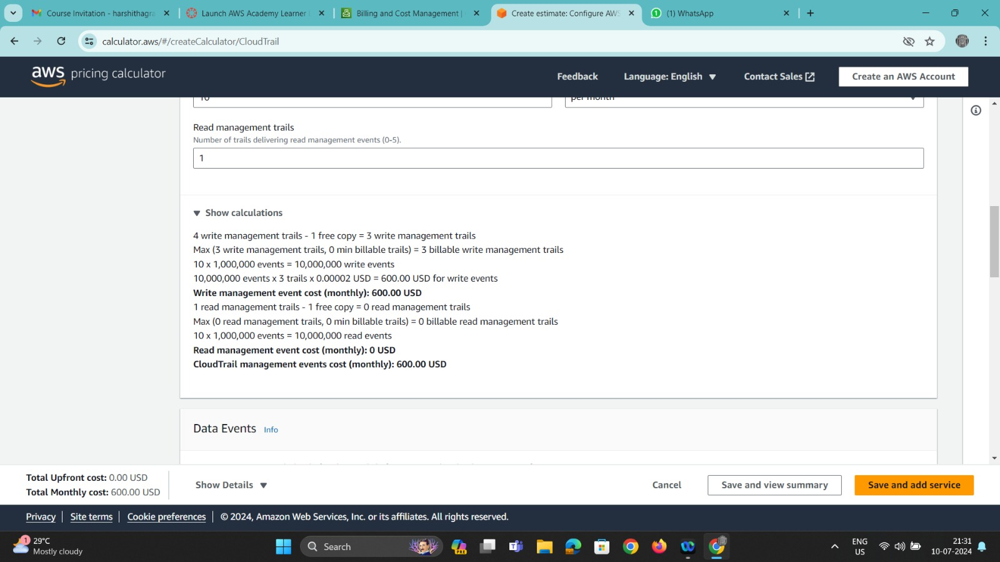 Course Invitation - harshithagra
Launch AWS Academy Learner
Billing and Cost Management |
Create estimate: Configure AWS
(1) WhatsApp
calculator.aws/#/createCalculator/CloudTrail
aws pricing calculator
Feedback
Language: English
Contact Sales
Create an AWS Account
10
per month
Read management trails
Number of trails delivering read management events (0-5).
1
Show calculations
4 write management trails - 1 free copy = 3 write management trails
Max (3 write management trails, 0 min billable trails) = 3 billable write management trails
10 x 1,000,000 events = 10,000,000 write events
10,000,000 events x 3 trails x 0.00002 USD = 600.00 USD for write events
Write management event cost (monthly): 600.00 USD
1 read management trails - 1 free copy = 0 read management trails
Max (0 read management trails, 0 min billable trails) = 0 billable read management trails
10 x 1,000,000 events = 10,000,000 read events
Read management event cost (monthly): 0 USD
CloudTrail management events cost (monthly): 600.00 USD
Data Events Info
Total Upfront cost: 0.00 USD
Total Monthly cost: 600.00 USD
Show Details
Cancel
Save and view summary
Save and add service
Privacy
Site terms
Cookie preferences
© 2024, Amazon Web Services, Inc. or its affiliates. All rights reserved.
1
29°C
Mostly cloudy
Search
PRE
ENG
US
21:31
10-07-2024